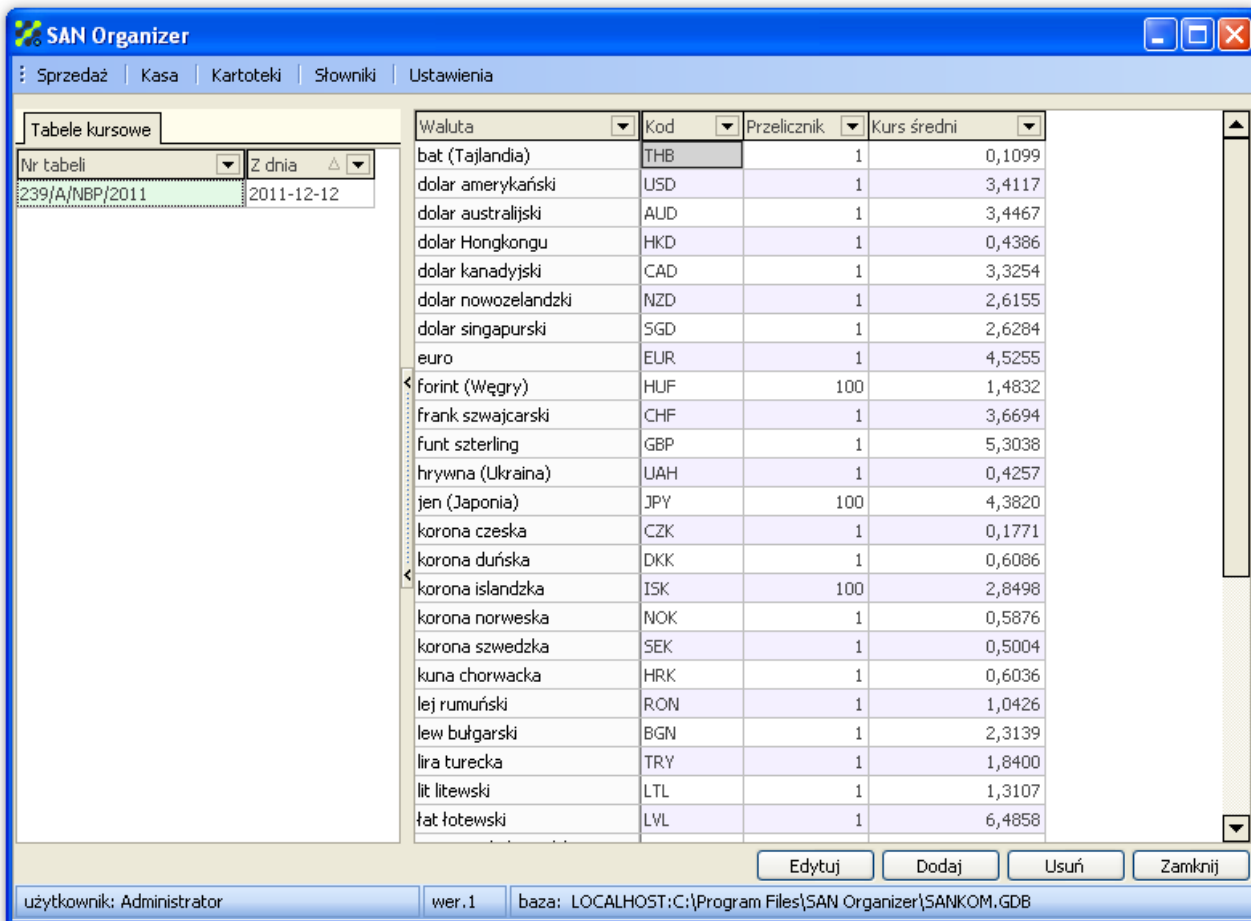 SAN Organizer
Sprzedaż Kasa Kartoteki Słowniki Ustawienia
Tabele kursowe
Nr tabeli Z dnia
239/A/NBP/2011 2011-12-12
Waluta Kod Przelicznik Kurs średni
bat (Tajlandia) THB 1 0,1099
dolar amerykański USD 1 3,4117
dolar australijski AUD 1 3,4467
dolar Hongkongu HKD 1 0,4386
dolar kanadyjski CAD 1 3,3254
dolar nowozelandzki NZD 1 2,6155
dolar singapurski SGD 1 2,6284
euro EUR 1 4,5255
forint (Węgry) HUF 100 1,4832
frank szwajcarski CHF 1 3,6694
funt szterling GBP 1 5,3038
hrywna (Ukraina) UAH 1 0,4257
jen (Japonia) JPY 100 4,3820
korona czeska CZK 1 0,1771
korona duńska DKK 1 0,6086
korona islandzka ISK 100 2,8498
korona norweska NOK 1 0,5876
korona szwedzka SEK 1 0,5004
kuna chorwacka HRK 1 0,6036
lej rumuński RON 1 1,0426
lew bułgarski BGN 1 2,3139
lira turecka TRY 1 1,8400
lit litewski LTL 1 1,3107
łat łotewski LVL 1 6,4858
Edytuj Dodaj Usuń Zamknij
użytkownik: Administrator wer.1 baza: LOCALHOST:C:\Program Files\SAN Organizer\SANKOM.GDB